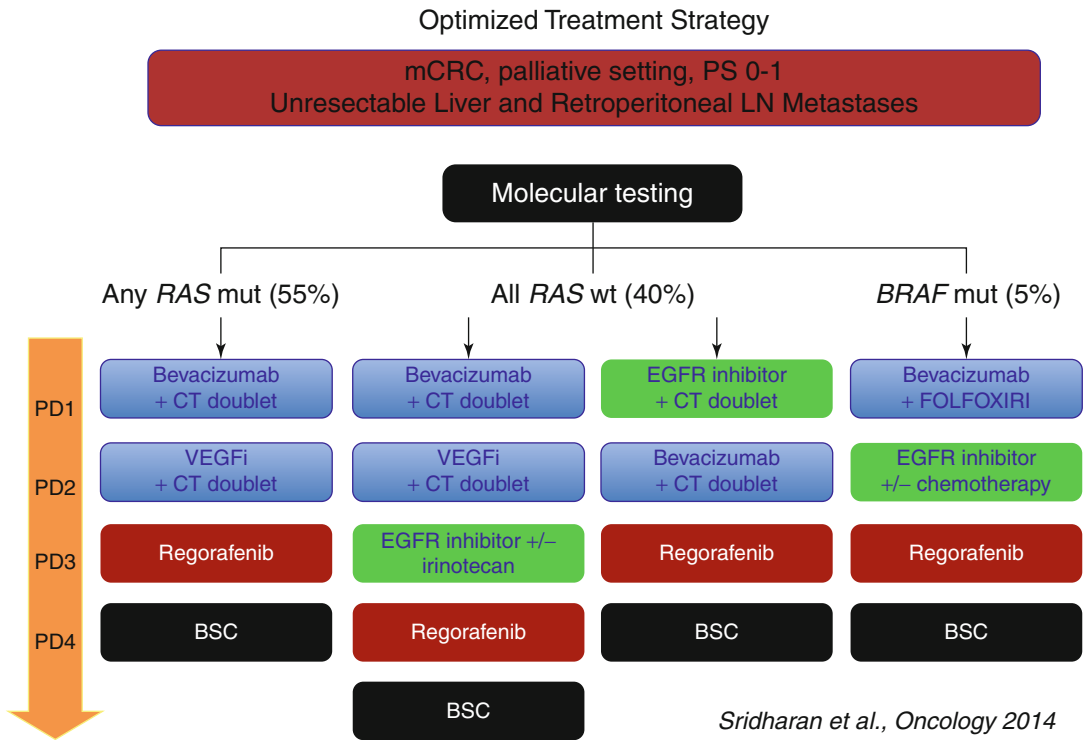 Optimized Treatment Strategy
mCRC, palliative setting, PS 0-1
Unresectable Liver and Retroperitoneal LN Metastases
Molecular testing
Any RAS mut (55%)
All RAS wt (40%)
BRAF mut (5%)
PD1
Bevacizumab
+ CT doublet
Bevacizumab
+ CT doublet
EGFR inhibitor
+ CT doublet
Bevacizumab
+ FOLFOXIRI
PD2
VEGFi
+ CT doublet
VEGFi
+ CT doublet
Bevacizumab
+ CT doublet
EGFR inhibitor
+/– chemotherapy
PD3
Regorafenib
EGFR inhibitor +/–
irinotecan
Regorafenib
Regorafenib
PD4
BSC
Regorafenib
BSC
BSC
BSC
Sridharan et al., Oncology 2014